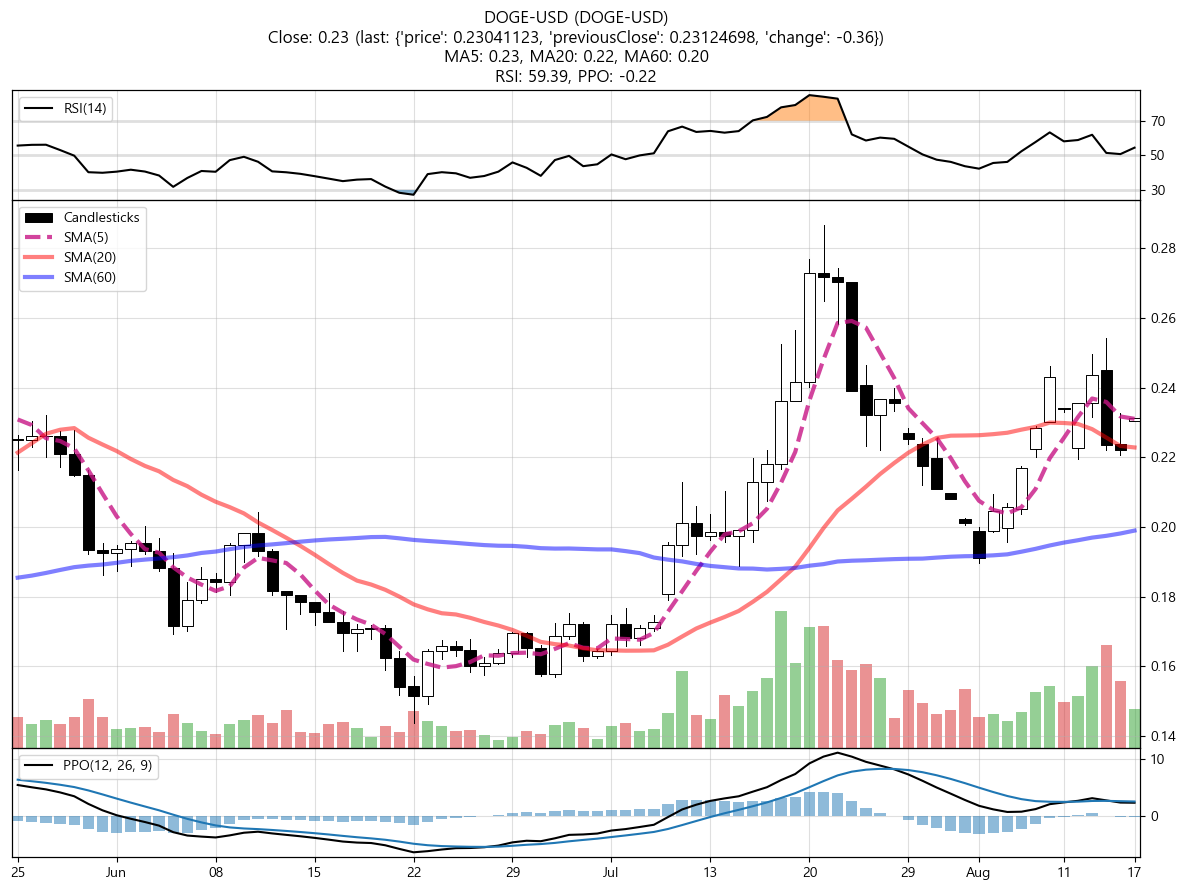 DOGE-USD (DOGE-USD)
Close: 0.23 (last: {'price': 0.23041123, 'previousClose': 0.23124698, 'change': -0.36})
MA5: 0.23, MA20: 0.22, MA60: 0.20
RSI: 59.39, PPO: -0.22
RSI(14)
70
50
30
Candlesticks
SMA(5)
SMA(20)
SMA(60)
0.28
0.26
0.24
0.22
0.20
0.18
0.16
0.14
PPO(12, 26, 9)
10
0
25 Jun 08 15 22 29 Jul 13 20 29 Aug 11 17